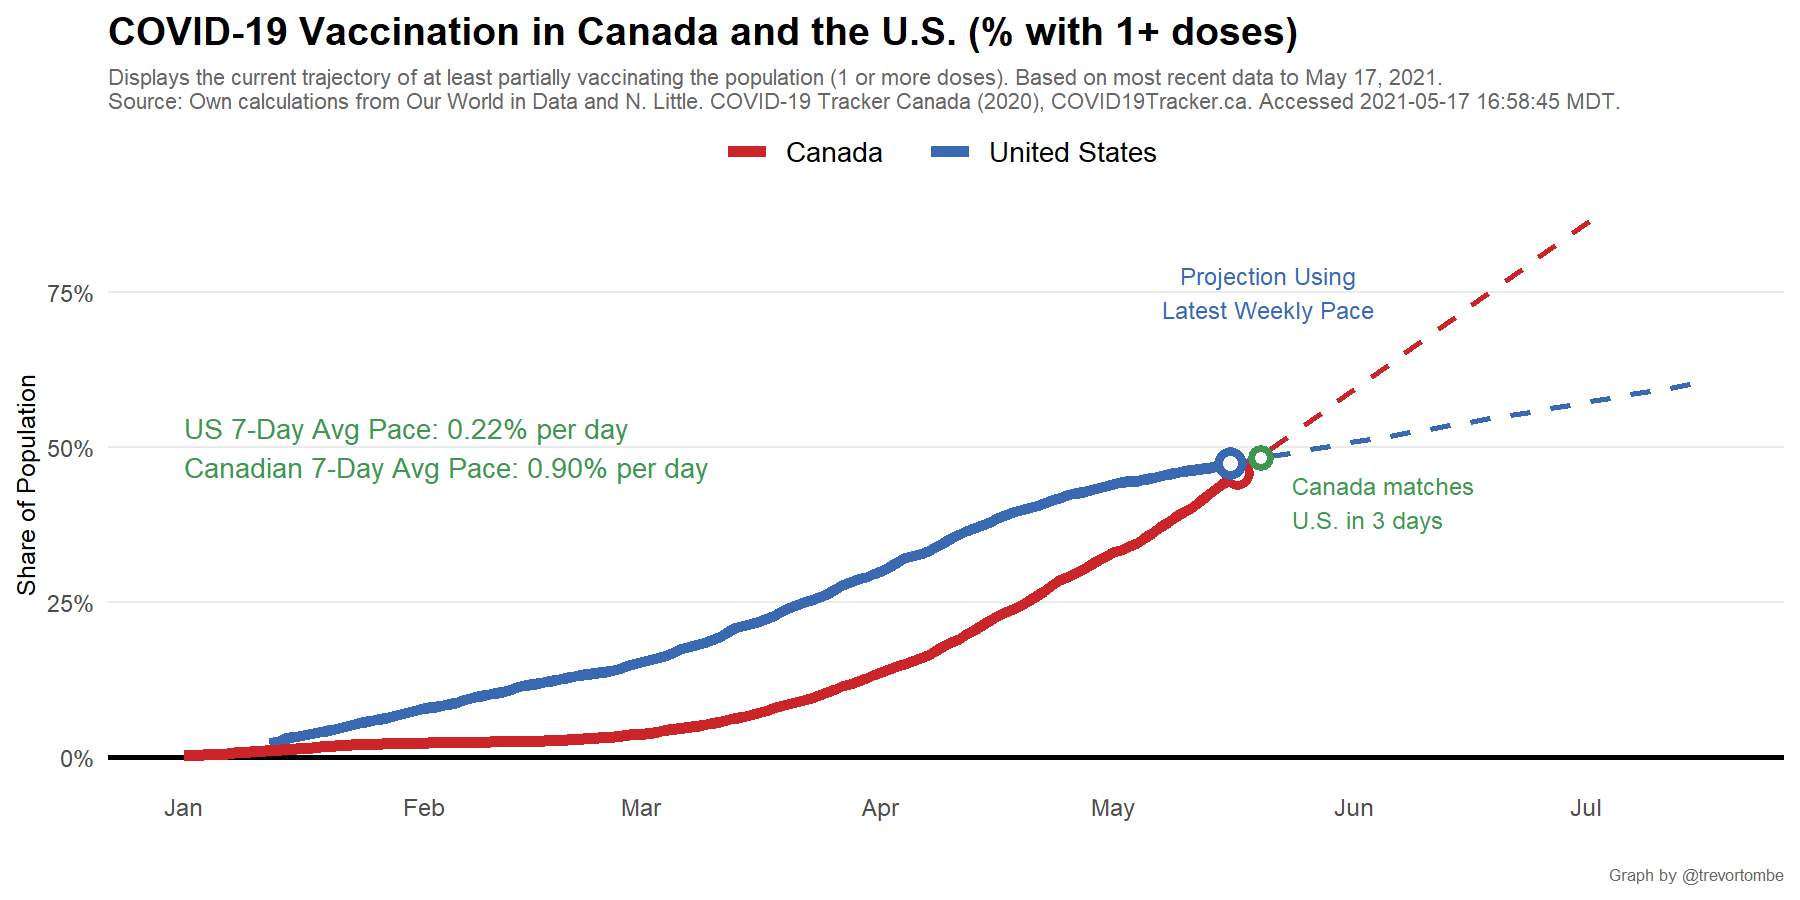 COVID-19 Vaccination in Canada and the U.S. (% with 1+ doses)
Displays the current trajectory of at least partially vaccinating the population (1 or more doses). Based on most recent data to May 17, 2021.
Source: Own calculations from Our World in Data and N. Little. COVID-19 Tracker Canada (2020), COVID19Tracker.ca. Accessed 2021-05-17 16:58:45 MDT.
Canada United States
Projection Using
Latest Weekly Pace
75%
US 7-Day Avg Pace: 0.22% per day
50%
Canadian 7-Day Avg Pace: 0.90% per day
Canada matches
U.S. in 3 days
Share of Population
25%
0%
Jan Feb Mar Apr May Jun Jul
Graph by @trevortombe